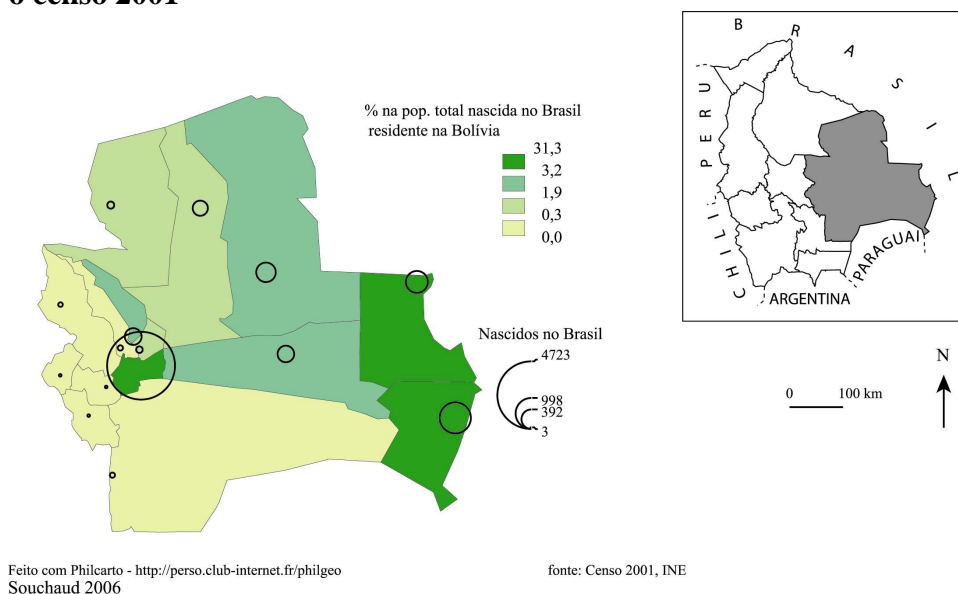 o censo 2001
% na pop. total nascida no Brasil
residente na Bolívia
31,3
3,2
1,9
0,3
0,0
Nascidos no Brasil
4723
998
392
3
B R A S I L
PERU
CHILI
PARAGUAI
ARGENTINA
0 100 km
N
Feito com Philcarto - http://perso.club-internet.fr/philgeo
fonte: Censo 2001, INE
Souchaud 2006